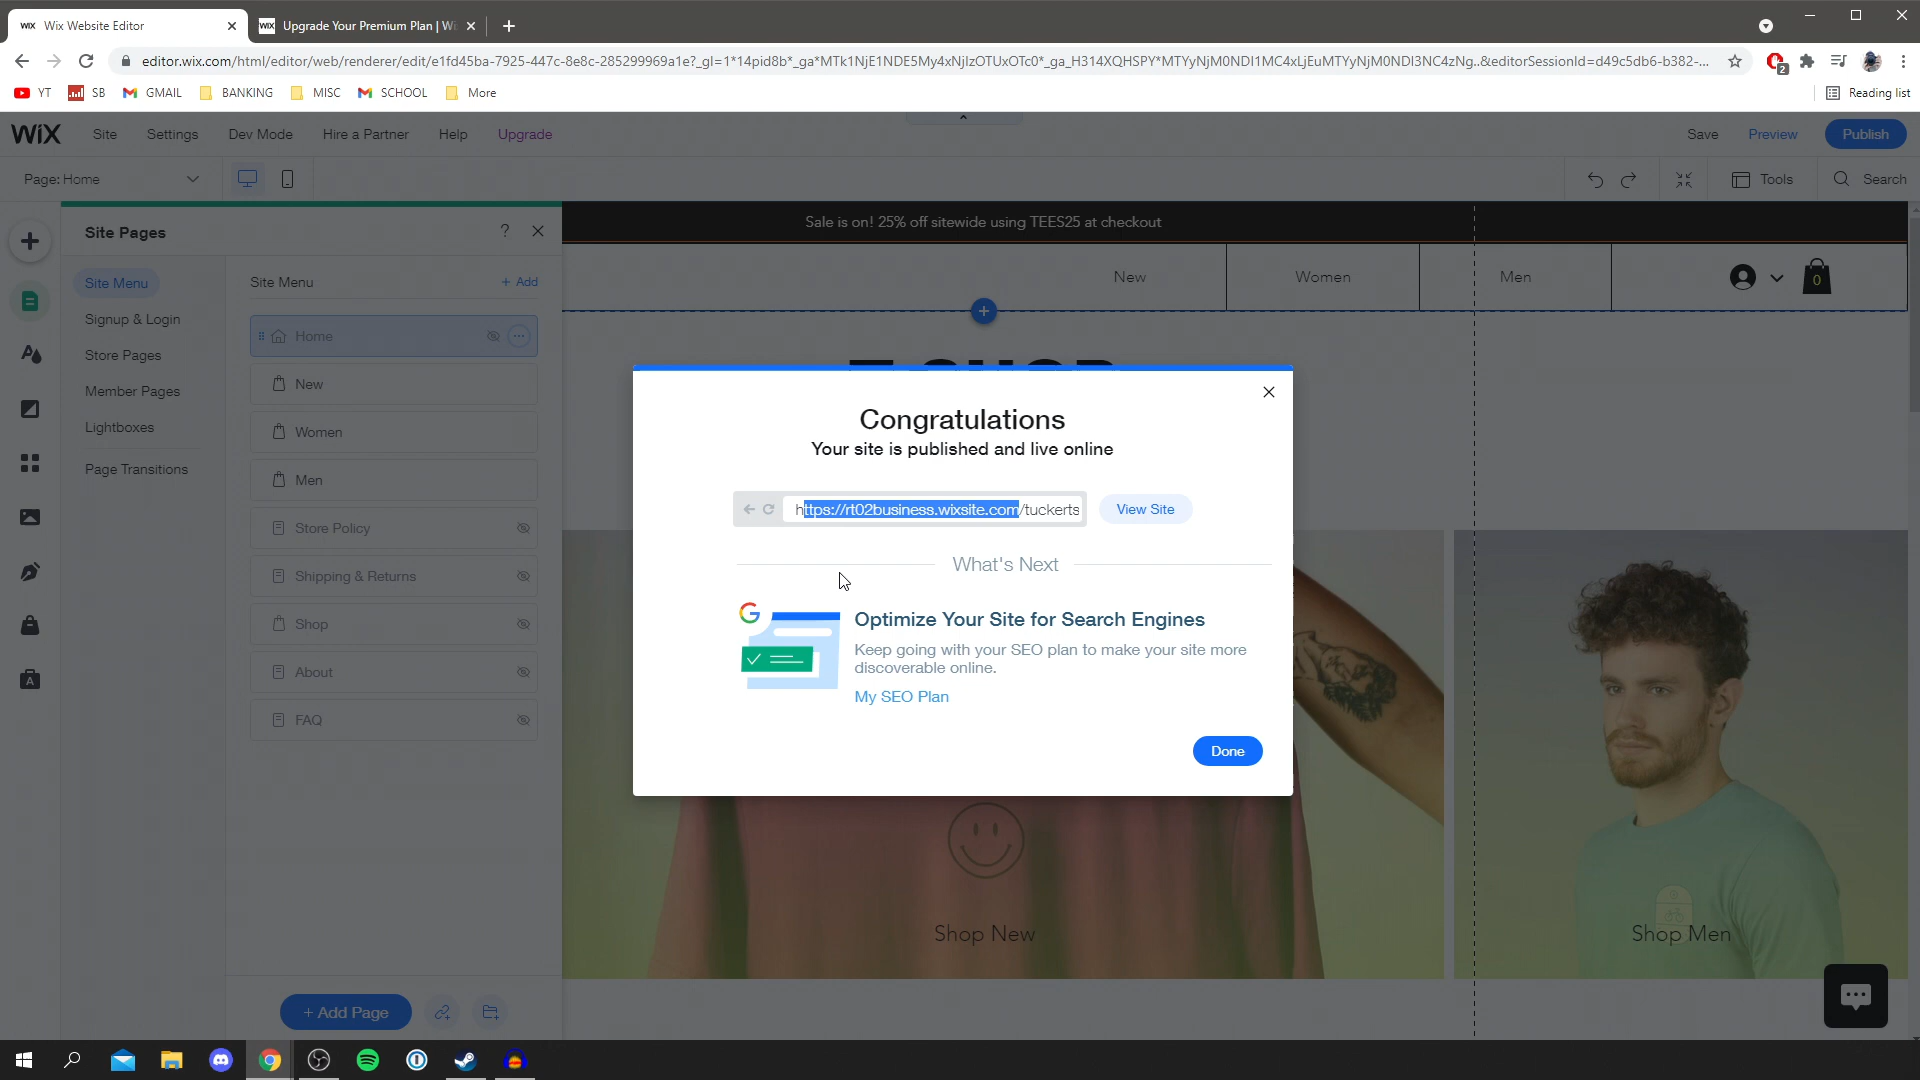 WIX Wix Website Editor
WIX Upgrade Your Premium Plan | Wi
editor.wix.com/html/editor/web/renderer/edit/e1fd45ba-7925-447c-8e8c-285299969a1e?_gl=1*14pid8b*_ga*MTk1NjE1NDE5My4xNjIzOTUxOTc0*_ga_H314XQHSPY*MTYyNjM0NDI1MC4xLjEuMTYyNjM0NDI3NC4zNg..&editorSessionId=d49c5db6-b382-...
2
YT
SB
GMAIL
BANKING
MISC
SCHOOL
More
Reading list
WiX
Site
Settings
Dev Mode
Hire a Partner
Help
Upgrade
Save
Preview
Publish
Page: Home
Tools
Search
Site Pages
?
Sale is on! 25% off sitewide using TEES25 at checkout
Site Menu
Signup & Login
Store Pages
Member Pages
Lightboxes
Page Transitions
Site Menu
+ Add
Home
New
Women
Men
Store Policy
Shipping & Returns
Shop
About
FAQ
+ Add Page
New
Women
Men
0
Congratulations
Your site is published and live online
https://rt02business.wixsite.com/tuckerts
View Site
What's Next
Optimize Your Site for Search Engines
Keep going with your SEO plan to make your site more
discoverable online.
My SEO Plan
Done
Shop New
Shop Men